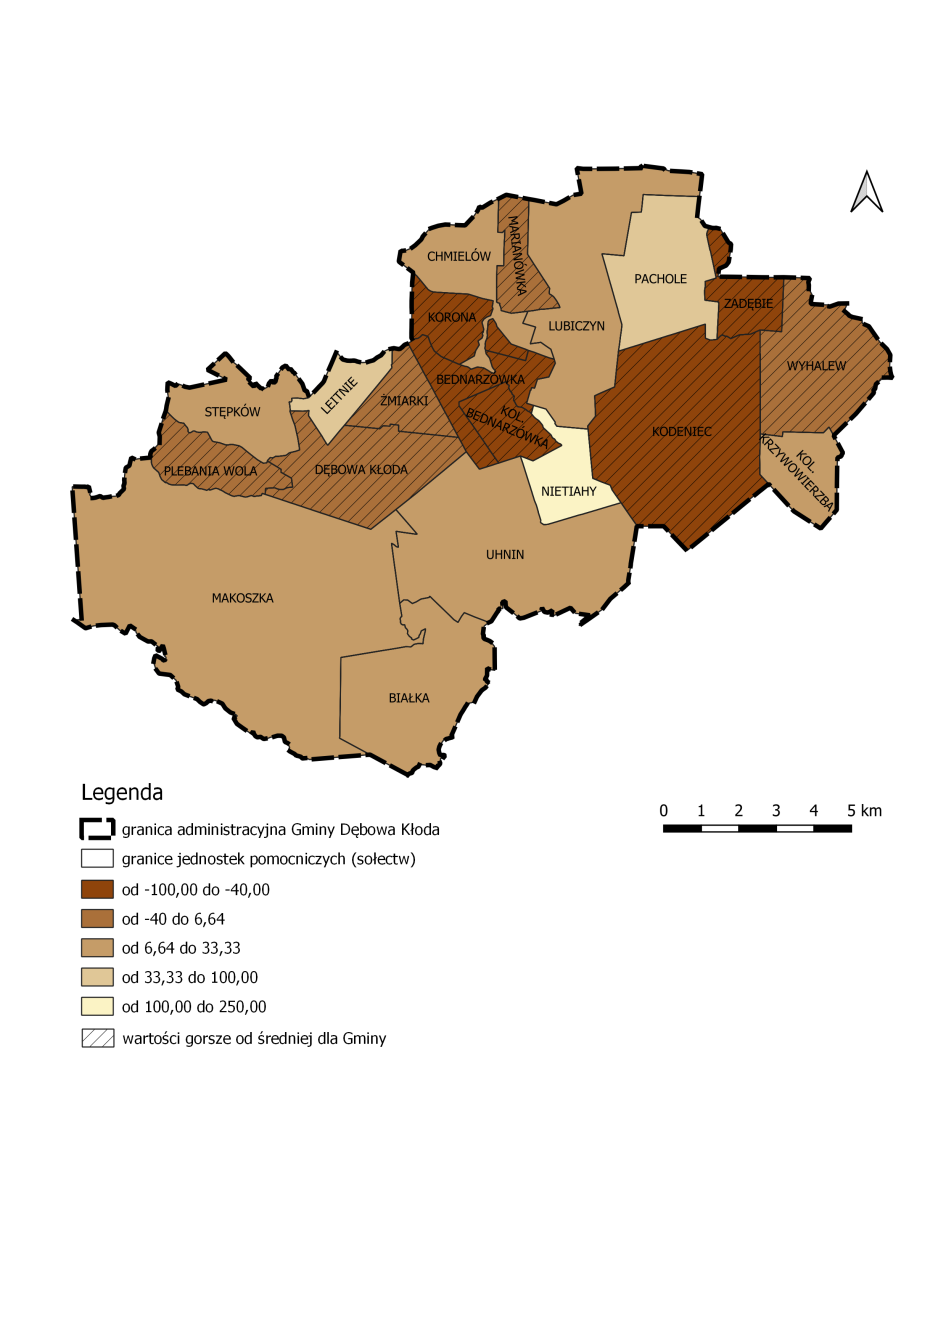 MARIANÓWKA
CHMIELÓW
PACHOLE
ZADĘBIE
KORONA
LUBICZYN
WYHALEW
BEDNARZÓWKA
LEITNIE
ŻMIARKI
STĘPKÓW
KOL.
BEDNARZÓWKA
KODENIEC
KOL.
KRZYWOWIERZBA
PLEBANIA WOLA
DĘBOWA KŁODA
NIETIAHY
UHNIN
MAKOSZKA
BIAŁKA
Legenda
granica administracyjna Gminy Dębowa Kłoda
granice jednostek pomocniczych (sołectw)
od -100,00 do -40,00
od -40 do 6,64
od 6,64 do 33,33
od 33,33 do 100,00
od 100,00 do 250,00
wartości gorsze od średniej dla Gminy
0 1 2 3 4 5 km